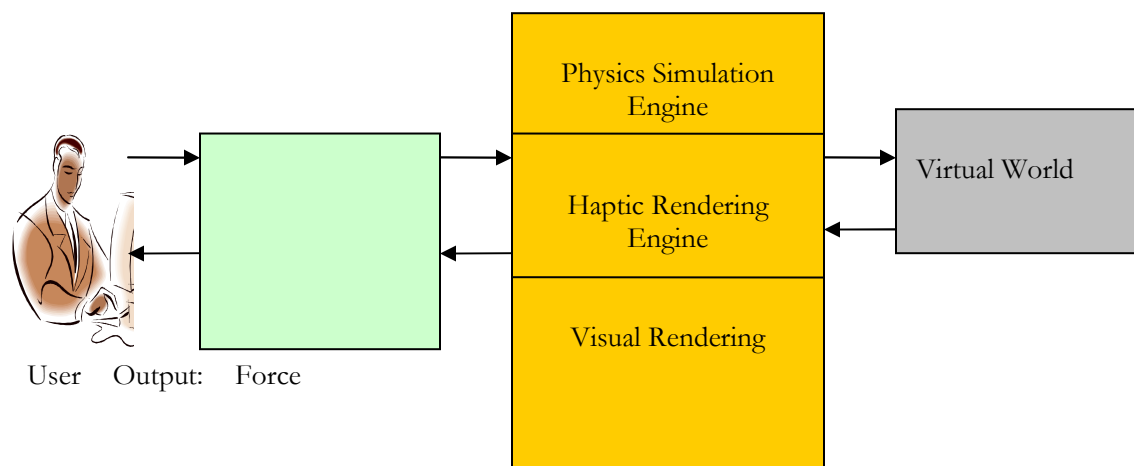 Physics Simulation
Engine
Haptic Rendering
Engine
Visual Rendering
Virtual World
User Output: Force